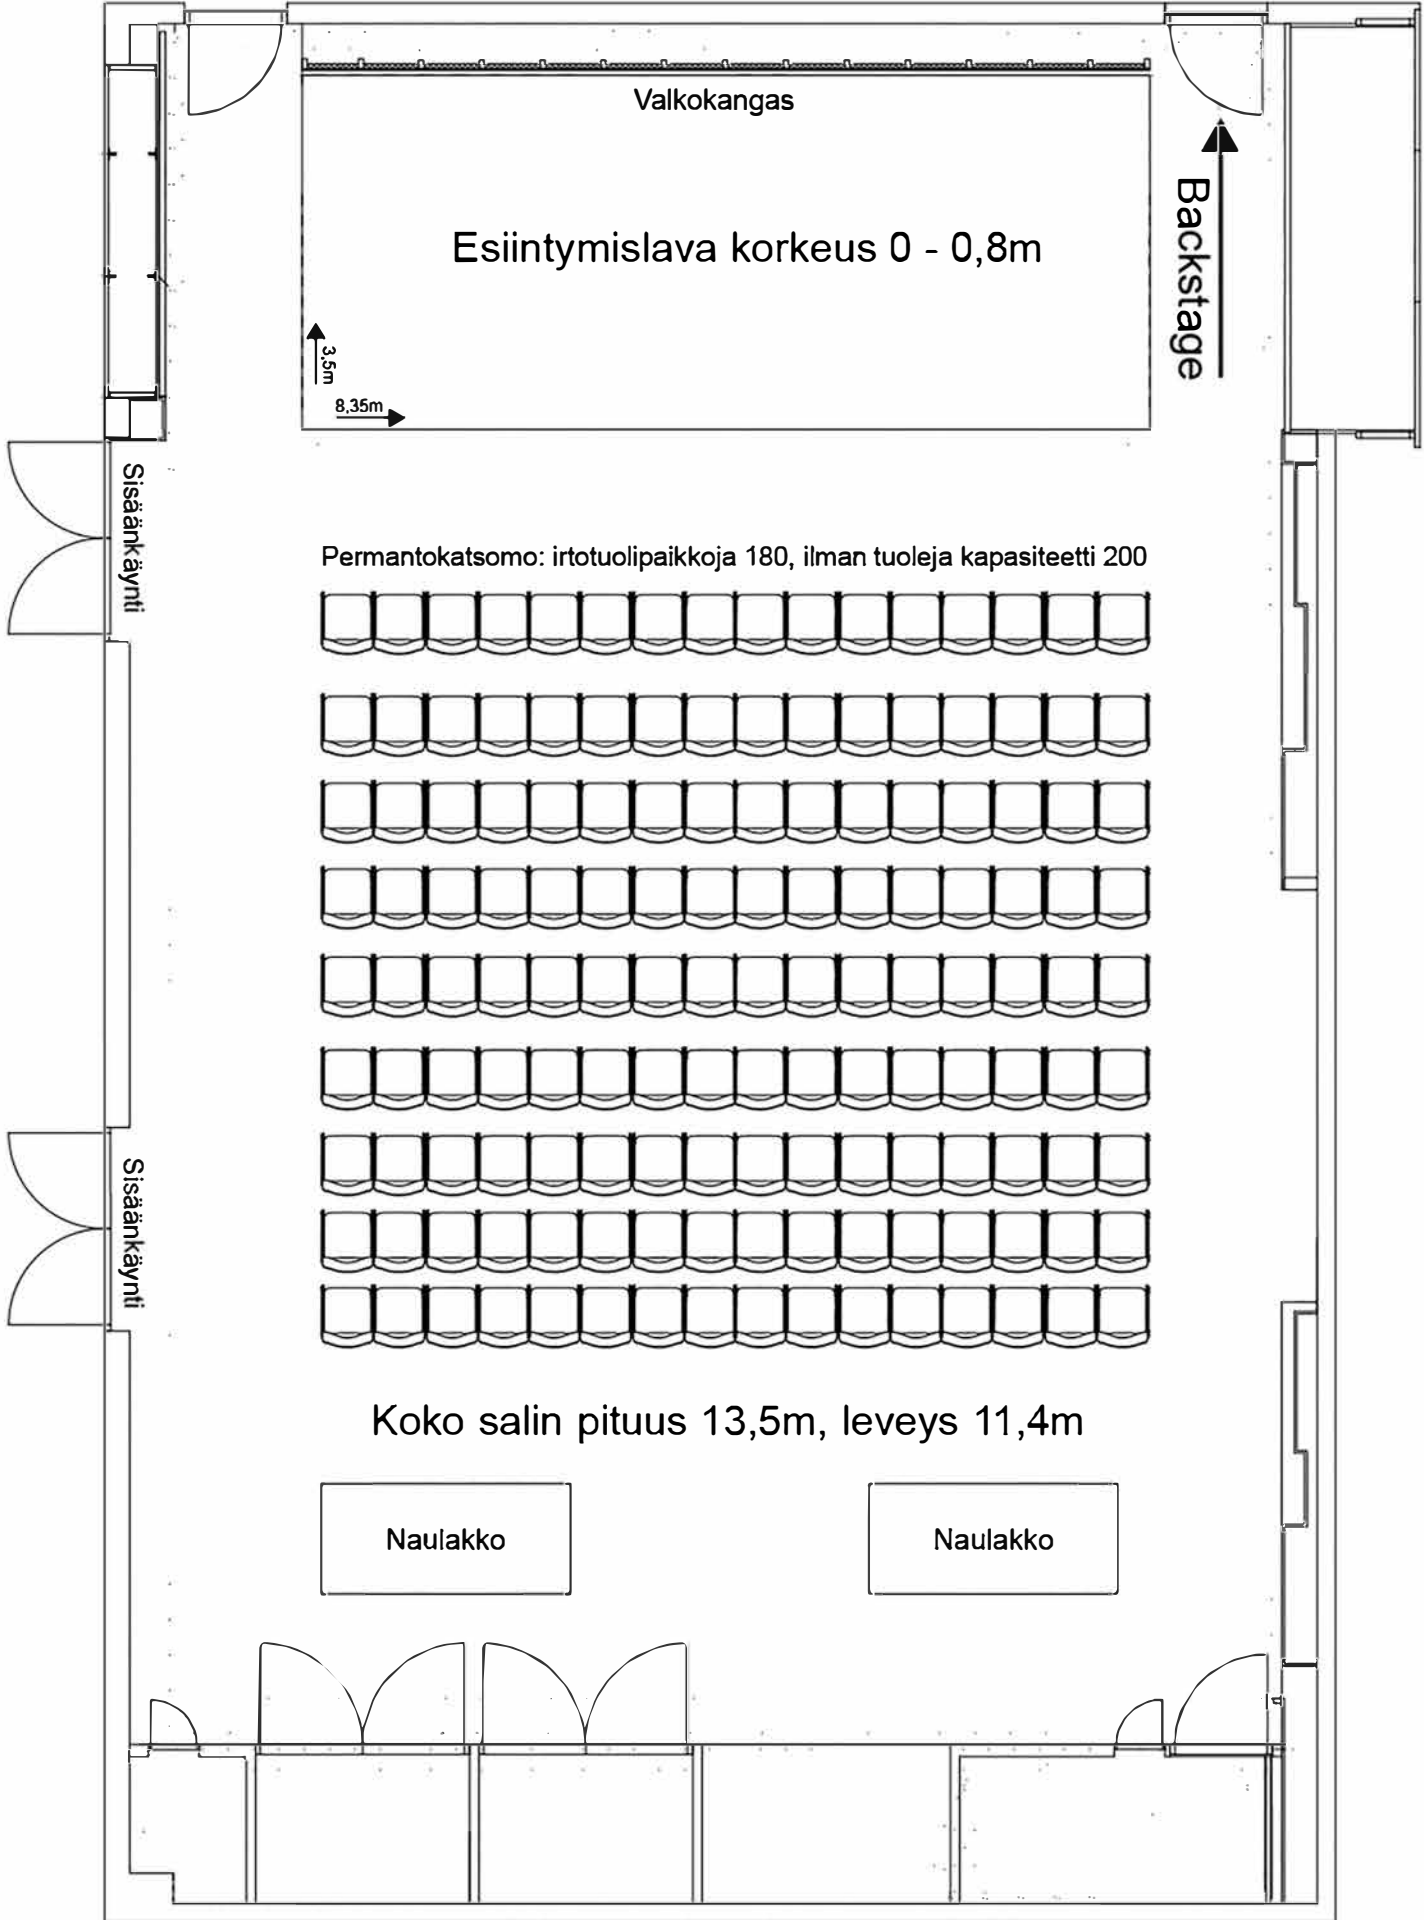 Valkokangas
Esiintymislava korkeus 0 - 0,8m
Backstage
3.5m
8,35m
Sisäänkäynti
Permantokatsomo: irtotuolipaikkoja 180, ilman tuoleja kapasiteetti 200
Sisäänkäynti
Koko salin pituus 13,5m, leveys 11,4m
Naulakko
Naulakko